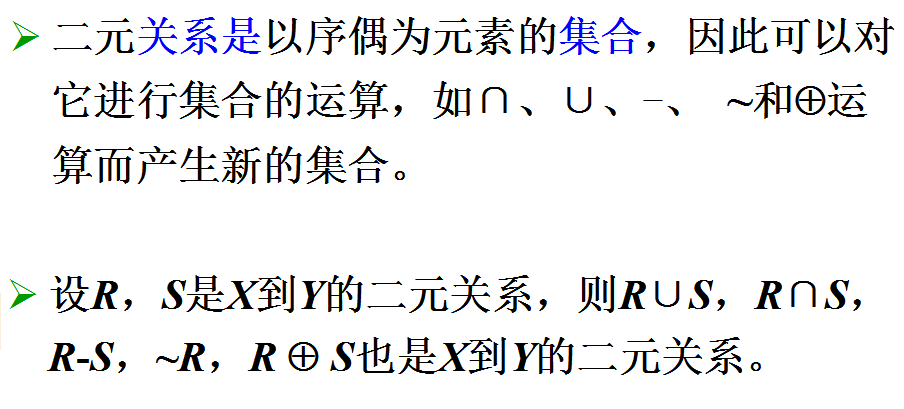 ➢ 二元关系是以序偶为元素的集合，因此可以对
它进行集合的运算，如∩、∪、–、 ~和⊕运
算而产生新的集合。
➢ 设R，S是X到Y的二元关系，则R∪S，R∩S，
R-S，~R，R ⊕ S也是X到Y的二元关系。